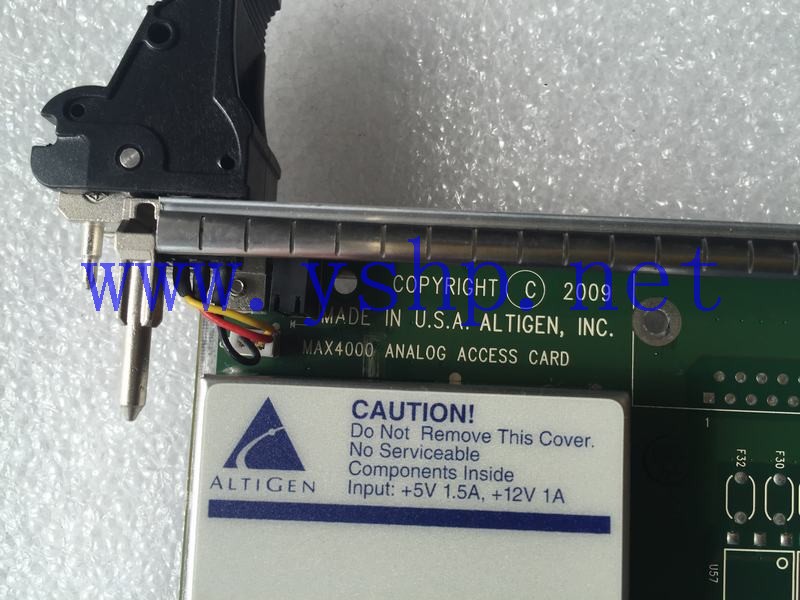 www.yshp.net
COPYRIGHT © 2009
MADE IN U.S.A. ALTIGEN, INC.
MAX4000 ANALOG ACCESS CARD
CAUTION!
Do Not Remove This Cover.
No Serviceable
Components Inside
Input: +5V 1.5A, +12V 1A
ALTIGEN
1
F32
F30
U57